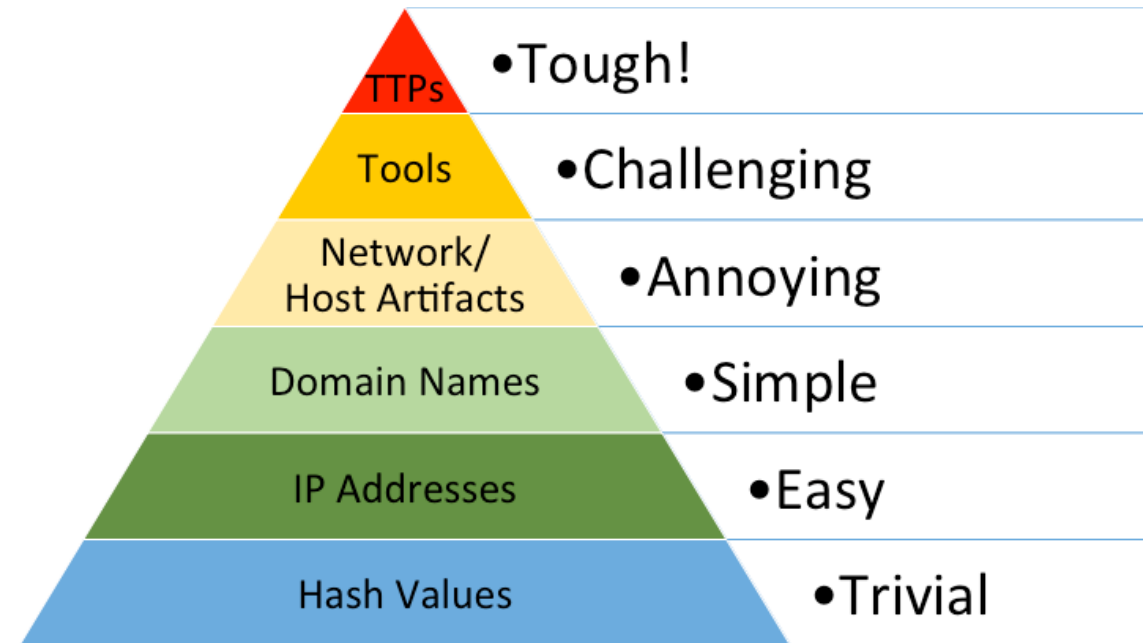 TTPs
•Tough!
Tools
•Challenging
Network/
Host Artifacts
•Annoying
Domain Names
•Simple
IP Addresses
•Easy
Hash Values
•Trivial